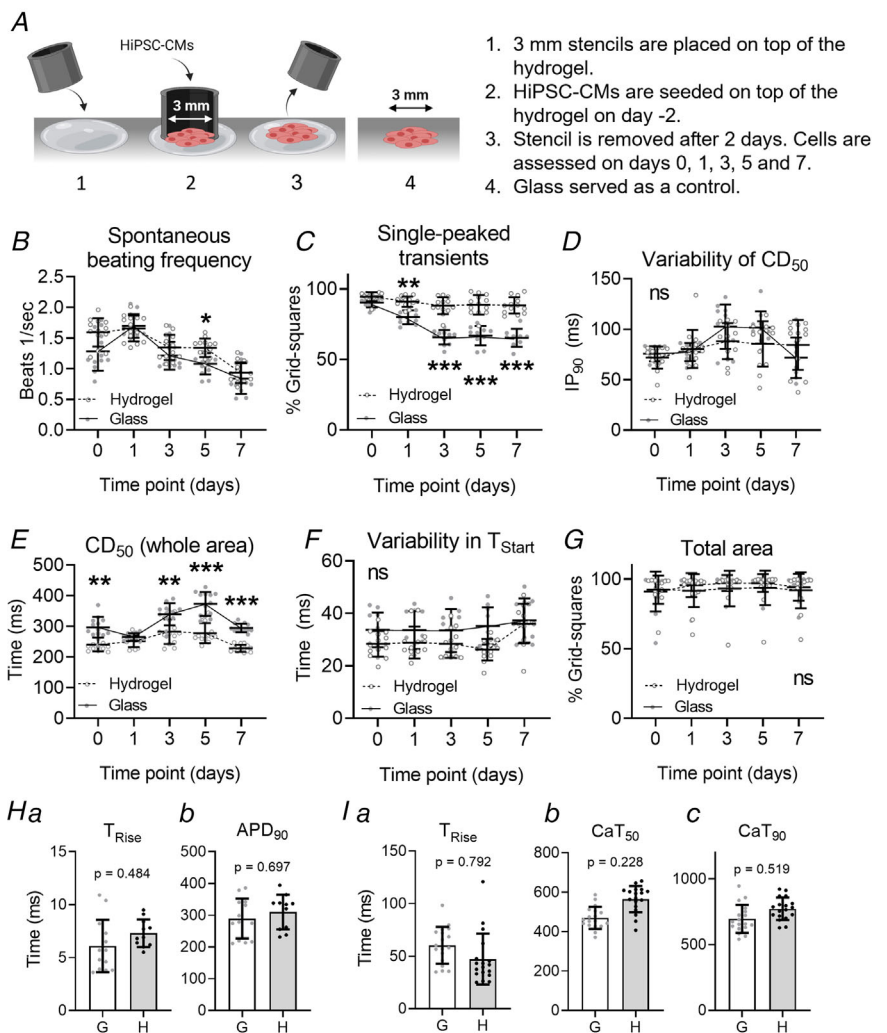 A
HiPSC-CMs
3 mm
3 mm
1
2
3
4
1. 3 mm stencils are placed on top of the
hydrogel.
2. HiPSC-CMs are seeded on top of the
hydrogel on day -2.
3. Stencil is removed after 2 days. Cells are
assessed on days 0, 1, 3, 5 and 7.
4. Glass served as a control.
B
Spontaneous
beating frequency
Beats 1/sec
2.5
2.0
1.5
1.0
0.5
0.0
*
Hydrogel
Glass
0 1 3 5 7
Time point (days)
C
Single-peaked
transients
% Grid-squares
100
50
0
**
***
***
***
Hydrogel
Glass
0 1 3 5 7
Time point (days)
D
Variability of CD50
IP90 (ms)
150
100
50
0
ns
Hydrogel
Glass
0 1 3 5 7
Time point (days)
E
CD50 (whole area)
Time (ms)
500
400
300
200
100
0
**
**
***
***
Hydrogel
Glass
0 1 3 5 7
Time point (days)
F
Variability in TStart
Time (ms)
60
40
20
0
ns
Hydrogel
Glass
0 1 3 5 7
Time point (days)
G
Total area
% Grid-squares
100
50
0
Hydrogel
Glass
ns
0 1 3 5 7
Time point (days)
H a
TRise
p = 0.484
Time (ms)
15
10
5
0
G H
b
APD90
p = 0.697
500
400
300
200
100
0
G H
I a
TRise
p = 0.792
Time (ms)
150
100
50
0
G H
b
CaT50
p = 0.228
800
600
400
200
0
G H
c
CaT90
p = 0.519
1000
500
0
G H